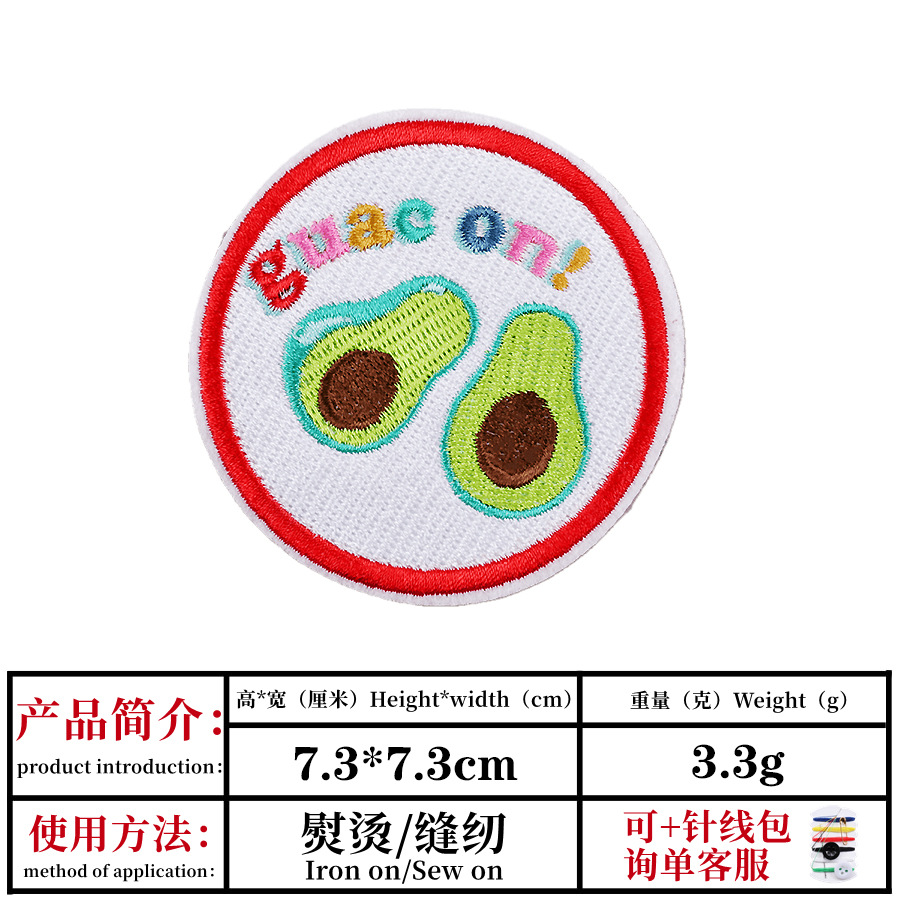 guac on!
产品简介：
product introduction：
高*宽（厘米）Height*width（cm）
重量（克）Weight（g）
7.3*7.3cm
3.3g
使用方法：
method of application：
熨烫/缝纫
Iron on/Sew on
可+针线包
询单客服